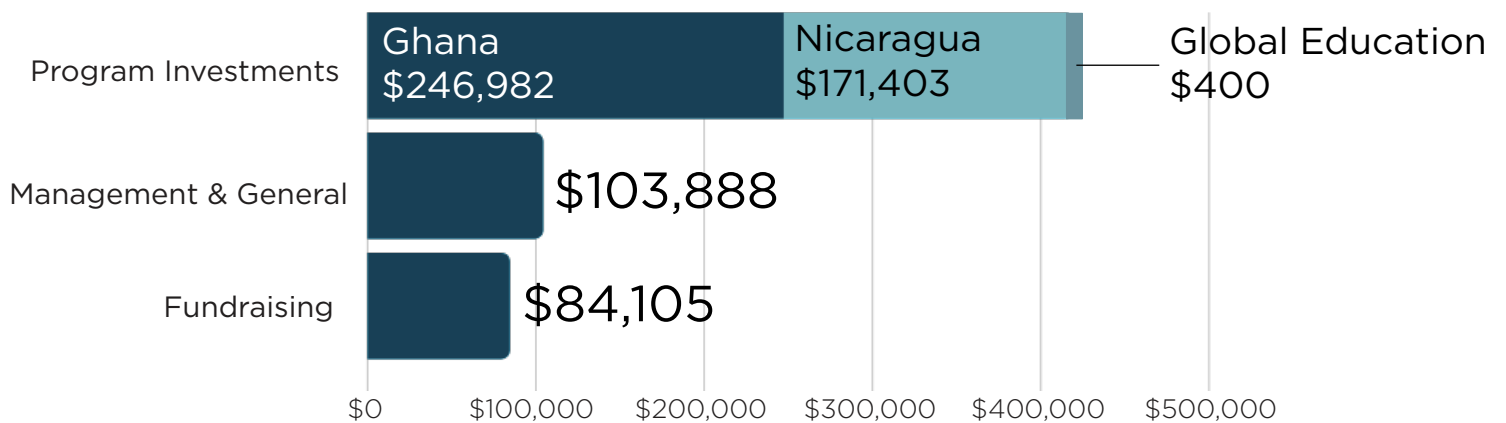 Program Investments
Ghana
$246,982
Nicaragua
$171,403
Global Education
$400
Management & General
$103,888
Fundraising
$84,105
$0 $100,000 $200,000 $300,000 $400,000 $500,000